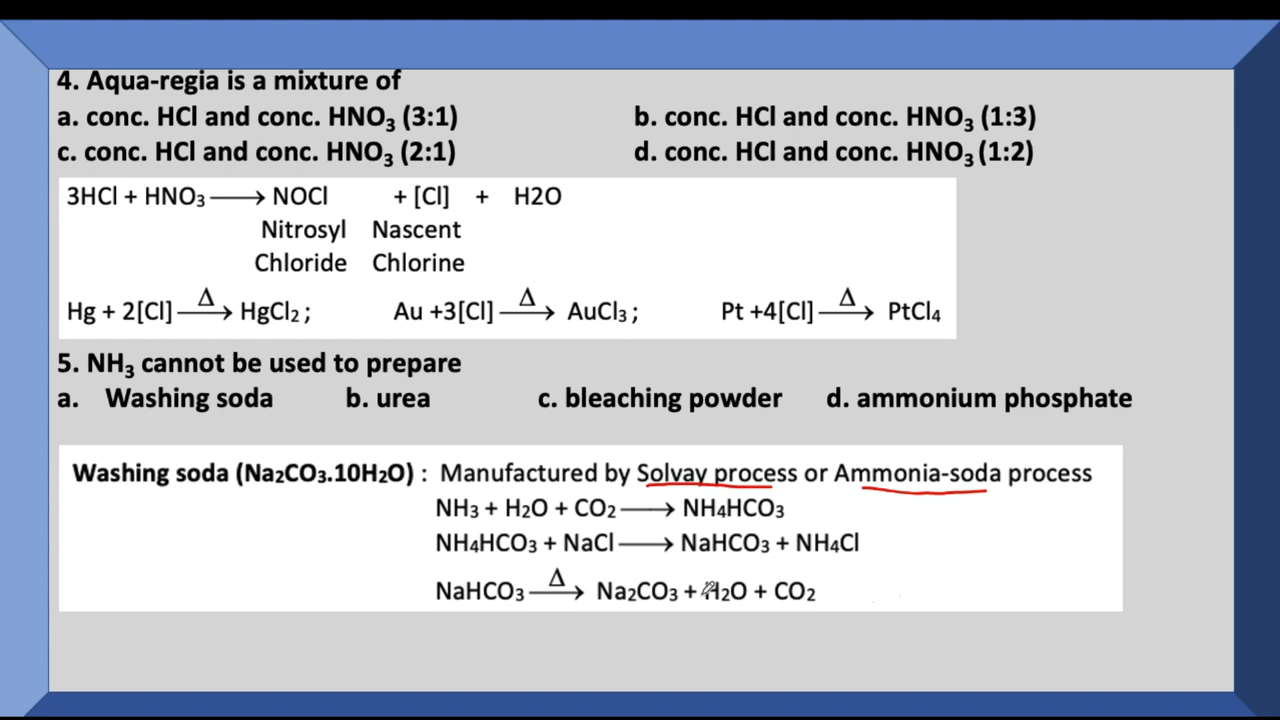 4. Aqua-regia is a mixture of
a. conc. HCl and conc. HNO₃ (3:1) b. conc. HCl and conc. HNO₃ (1:3)
c. conc. HCl and conc. HNO₃ (2:1) d. conc. HCl and conc. HNO₃ (1:2)
3HCl + HNO₃ ⟶ NOCl + [Cl] + H2O
Nitrosyl Nascent
Chloride Chlorine
Hg + 2[Cl] —Δ→ HgCl₂ ; Au +3[Cl] —Δ→ AuCl₃ ; Pt +4[Cl] —Δ→ PtCl₄
5. NH₃ cannot be used to prepare
a. Washing soda b. urea c. bleaching powder d. ammonium phosphate
Washing soda (Na₂CO₃.10H₂O) : Manufactured by Solvay process or Ammonia-soda process
NH₃ + H₂O + CO₂ ⟶ NH₄HCO₃
NH₄HCO₃ + NaCl ⟶ NaHCO₃ + NH₄Cl
NaHCO₃ —Δ→ Na₂CO₃ + H₂O + CO₂